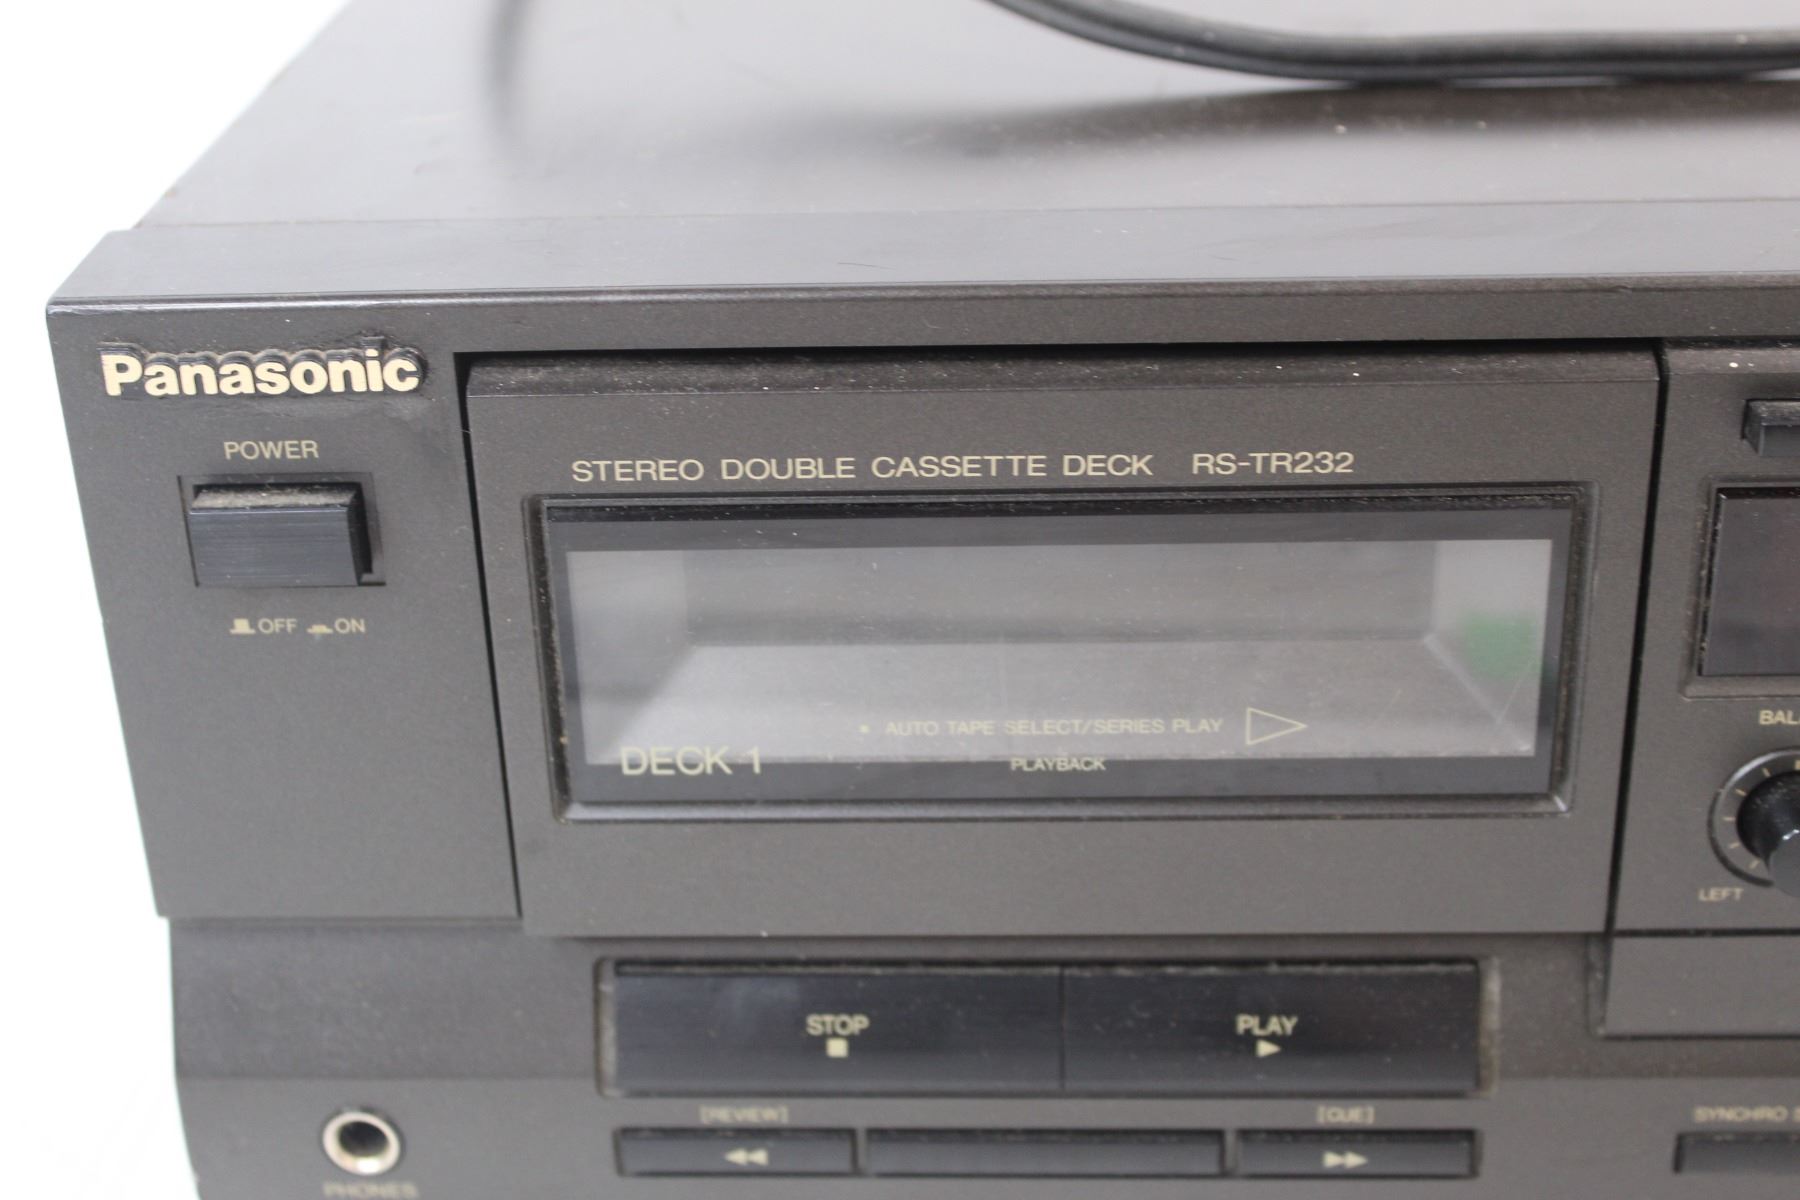 Panasonic
POWER
OFF ON
STEREO DOUBLE CASSETTE DECK RS-TR232
• AUTO TAPE SELECT/SERIES PLAY
DECK 1
PLAYBACK
LEFT
STOP
PLAY
[REVIEW]
[CUE]
SYNCHRO
PHONES